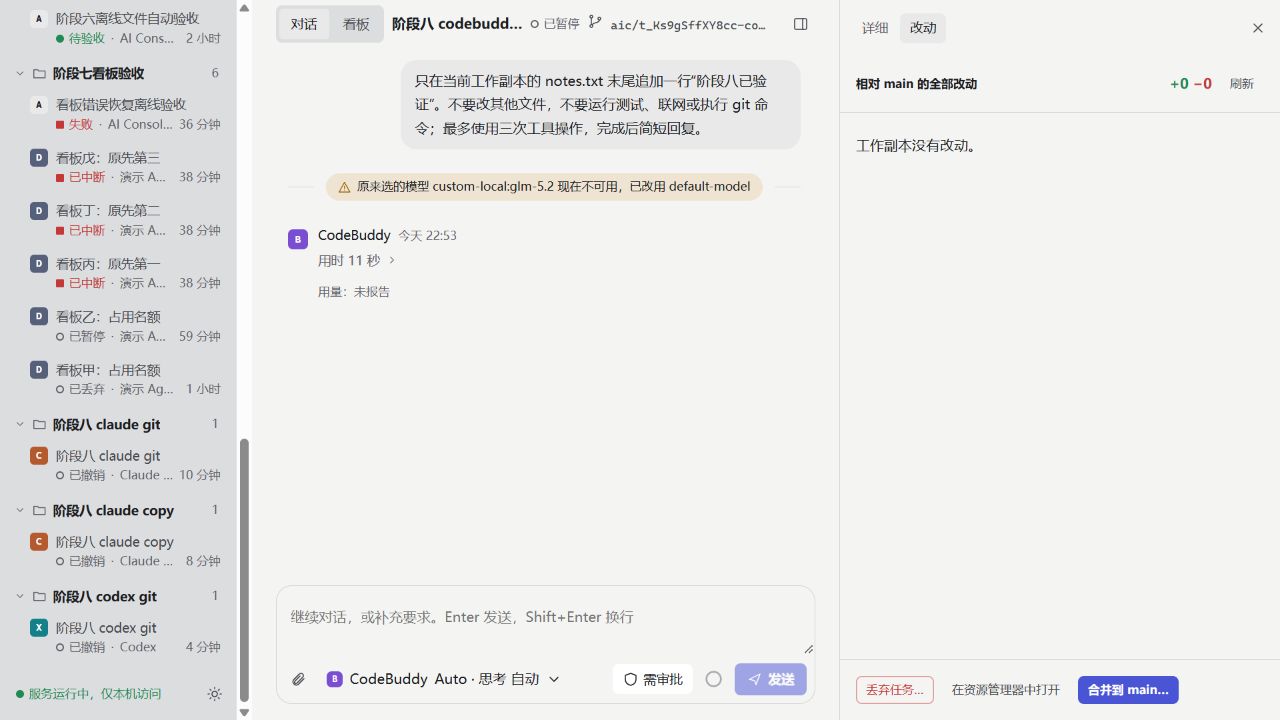 A 阶段六离线文件自动验收
待验收 · AI Cons... 2 小时
阶段七看板验收 6
A 看板错误恢复离线验收
失败 · AI Consol... 36 分钟
D 看板戊：原先第三
已中断 · 演示 A... 38 分钟
D 看板丁：原先第二
已中断 · 演示 A... 38 分钟
D 看板丙：原先第一
已中断 · 演示 A... 38 分钟
D 看板乙：占用名额
已暂停 · 演示 A... 59 分钟
D 看板甲：占用名额
已丢弃 · 演示 Ag... 1 小时
阶段八 claude git 1
C 阶段八 claude git
已撤销 · Claude ... 10 分钟
阶段八 claude copy 1
C 阶段八 claude copy
已撤销 · Claude ... 8 分钟
阶段八 codex git 1
X 阶段八 codex git
已撤销 · Codex 4 分钟
服务运行中，仅本机访问
对话 看板 阶段八 codebudd... 已暂停 aic/t_Ks9gSffXY8cc-co...
只在当前工作副本的 notes.txt 末尾追加一行“阶段八已验
证”。不要改其他文件，不要运行测试、联网或执行 git 命
令；最多使用三次工具操作，完成后简短回复。
原来选的模型 custom-local:glm-5.2 现在不可用，已改用 default-model
B CodeBuddy 今天 22:53
用时 11 秒
用量：未报告
继续对话，或补充要求。Enter 发送，Shift+Enter 换行
B CodeBuddy Auto · 思考 自动 需审批 发送
详细 改动
相对 main 的全部改动 +0 −0 刷新
工作副本没有改动。
丢弃任务... 在资源管理器中打开 合并到 main...